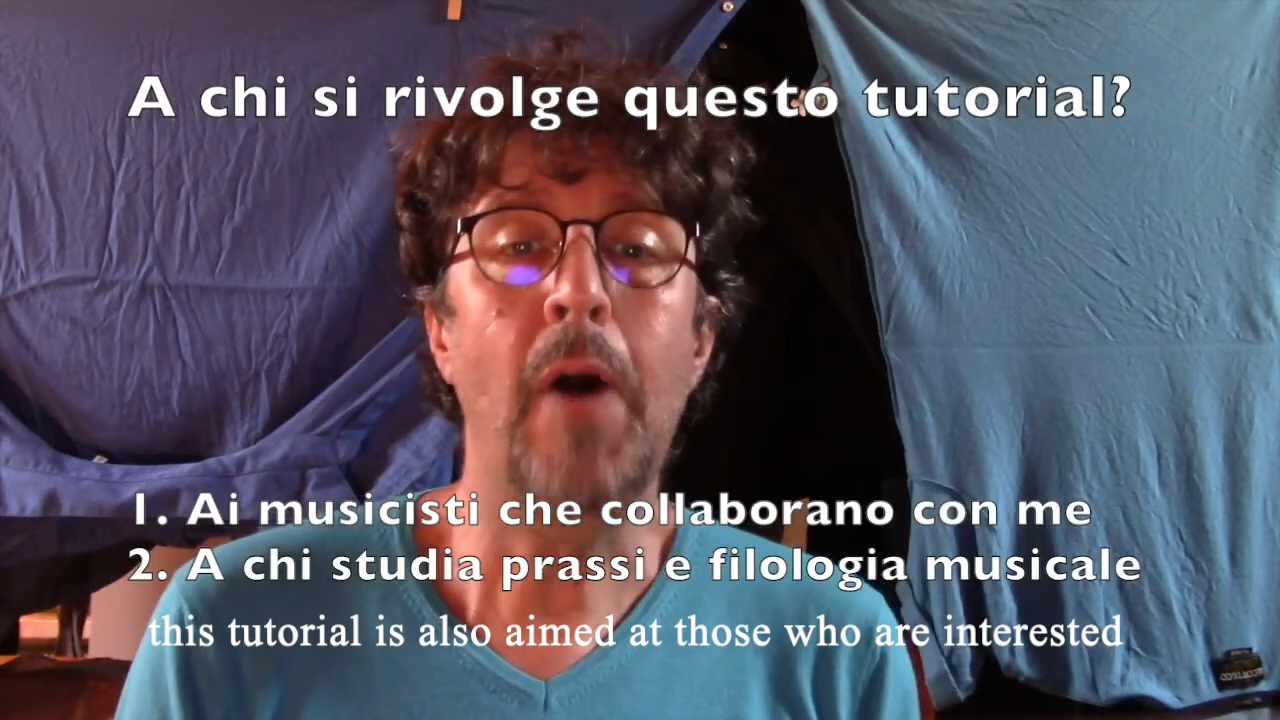 A chi si rivolge questo tutorial?
1. Ai musicisti che collaborano con me
2. A chi studia prassi e filologia musicale
this tutorial is also aimed at those who are interested